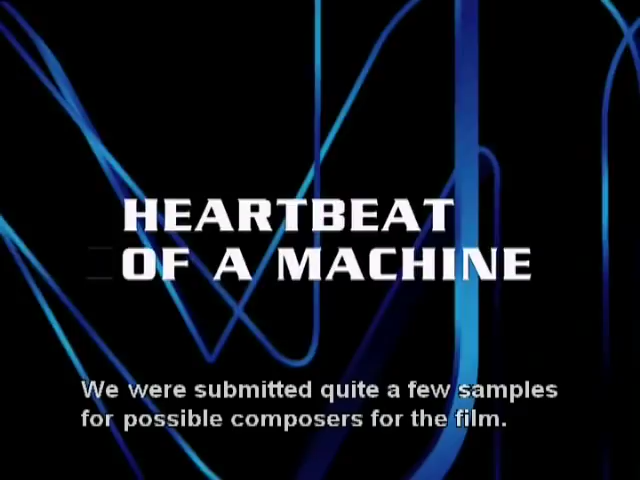 HEARTBEAT
OF A MACHINE
We were submitted quite a few samples
for possible composers for the film.